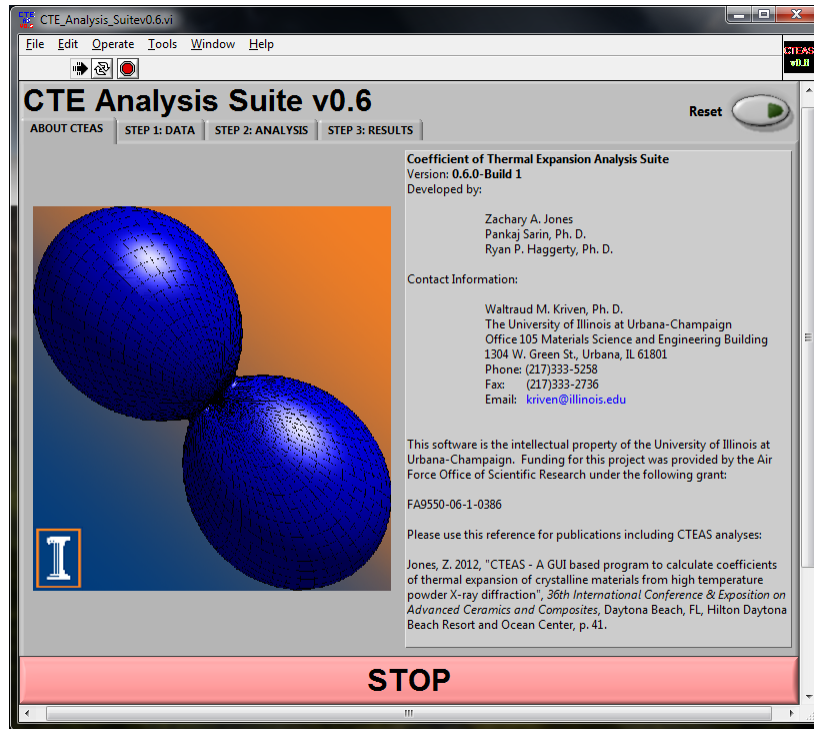 CTE_Analysis_Suitev0.6.vi
File Edit Operate Tools Window Help
CTEAS
v0.II
CTE Analysis Suite v0.6
Reset
ABOUT CTEAS STEP 1: DATA STEP 2: ANALYSIS STEP 3: RESULTS
Coefficient of Thermal Expansion Analysis Suite
Version: 0.6.0-Build 1
Developed by:
Zachary A. Jones
Pankaj Sarin, Ph. D.
Ryan P. Haggerty, Ph. D.
Contact Information:
Waltraud M. Kriven, Ph. D.
The University of Illinois at Urbana-Champaign
Office 105 Materials Science and Engineering Building
1304 W. Green St., Urbana, IL 61801
Phone: (217)333-5258
Fax: (217)333-2736
Email: kriven@illinois.edu
This software is the intellectual property of the University of Illinois at
Urbana-Champaign. Funding for this project was provided by the Air
Force Office of Scientific Research under the following grant:
FA9550-06-1-0386
Please use this reference for publications including CTEAS analyses:
Jones, Z. 2012, "CTEAS - A GUI based program to calculate coefficients
of thermal expansion of crystalline materials from high temperature
powder X-ray diffraction", 36th International Conference & Exposition on
Advanced Ceramics and Composites, Daytona Beach, FL, Hilton Daytona
Beach Resort and Ocean Center, p. 41.
I
STOP